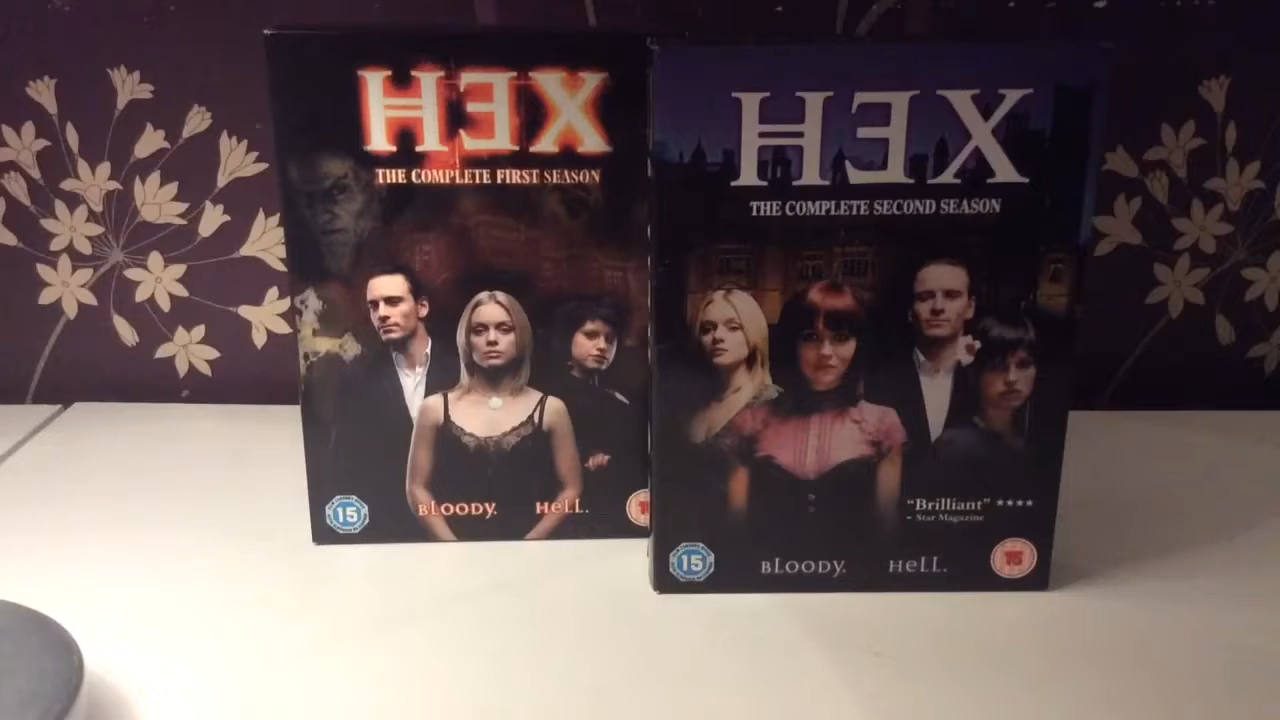 HEX
THE COMPLETE FIRST SEASON
15
BLOODY. HELL.
HEX
THE COMPLETE SECOND SEASON
"Brilliant" ****
- Star Magazine
15
BLOODY. HELL.
15